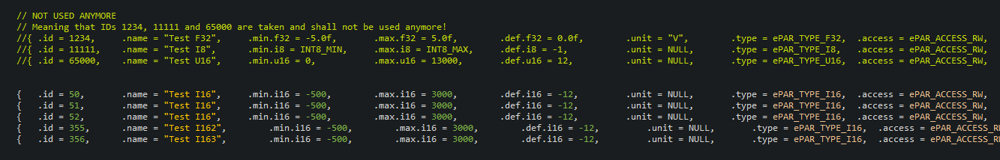 // NOT USED ANYMORE
// Meaning that IDs 1234, 11111 and 65000 are taken and shall not be used anymore!
//{ .id = 1234, .name = "Test F32", .min.f32 = -5.0f, .max.f32 = 5.0f, .def.f32 = 0.0f, .unit = "V", .type = ePAR_TYPE_F32, .access = ePAR_ACCESS_RW,
//{ .id = 11111, .name = "Test I8", .min.i8 = INT8_MIN, .max.i8 = INT8_MAX, .def.i8 = -1, .unit = NULL, .type = ePAR_TYPE_I8, .access = ePAR_ACCESS_RW,
//{ .id = 65000, .name = "Test U16", .min.u16 = 0, .max.u16 = 13000, .def.u16 = 12, .unit = NULL, .type = ePAR_TYPE_U16, .access = ePAR_ACCESS_RW,
{ .id = 50, .name = "Test I16", .min.i16 = -500, .max.i16 = 3000, .def.i16 = -12, .unit = NULL, .type = ePAR_TYPE_I16, .access = ePAR_ACCESS_RW,
{ .id = 51, .name = "Test I16", .min.i16 = -500, .max.i16 = 3000, .def.i16 = -12, .unit = NULL, .type = ePAR_TYPE_I16, .access = ePAR_ACCESS_RW,
{ .id = 52, .name = "Test I16", .min.i16 = -500, .max.i16 = 3000, .def.i16 = -12, .unit = NULL, .type = ePAR_TYPE_I16, .access = ePAR_ACCESS_RW,
{ .id = 355, .name = "Test I162", .min.i16 = -500, .max.i16 = 3000, .def.i16 = -12, .unit = NULL, .type = ePAR_TYPE_I16, .access = ePAR_ACCESS_R
{ .id = 356, .name = "Test I163", .min.i16 = -500, .max.i16 = 3000, .def.i16 = -12, .unit = NULL, .type = ePAR_TYPE_I16, .access = ePAR_ACCESS_R